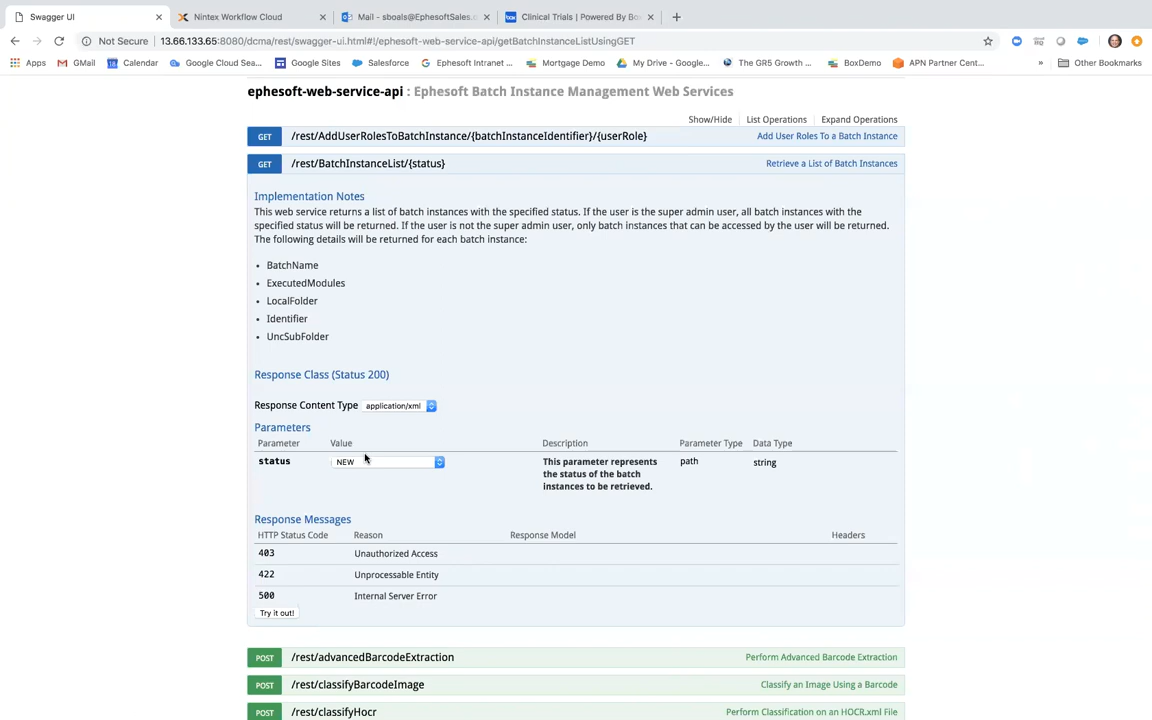 Swagger UI
Nintex Workflow Cloud
Mail - sboals@EphesoftSales.c
Clinical Trials | Powered By Bo
Not Secure
13.66.133.65:8080/dcma/rest/swagger-ui.html#!/ephesoft-web-service-api/getBatchInstanceListUsingGET
Apps
GMail
Calendar
Google Cloud Sea...
Google Sites
Salesforce
Ephesoft Intranet ...
Mortgage Demo
My Drive - Google...
The GR5 Growth ...
BoxDemo
APN Partner Cent...
»
Other Bookmarks
ephesoft-web-service-api : Ephesoft Batch Instance Management Web Services
Show/Hide
List Operations
Expand Operations
GET /rest/AddUserRolesToBatchInstance/{batchInstanceIdentifier}/{userRole} Add User Roles To a Batch Instance
GET /rest/BatchInstanceList/{status} Retrieve a List of Batch Instances
Implementation Notes
This web service returns a list of batch instances with the specified status. If the user is the super admin user, all batch instances with the
specified status will be returned. If the user is not the super admin user, only batch instances that can be accessed by the user will be returned.
The following details will be returned for each batch instance:
• BatchName
• ExecutedModules
• LocalFolder
• Identifier
• UncSubFolder
Response Class (Status 200)
Response Content Type application/xml
Parameters
Parameter Value Description Parameter Type Data Type
status NEW This parameter represents path string
the status of the batch
instances to be retrieved.
Response Messages
HTTP Status Code Reason Response Model Headers
403 Unauthorized Access
422 Unprocessable Entity
500 Internal Server Error
Try it out!
POST /rest/advancedBarcodeExtraction Perform Advanced Barcode Extraction
POST /rest/classifyBarcodeImage Classify an Image Using a Barcode
POST /rest/classifyHocr Perform Classification on an HOCR.xml File